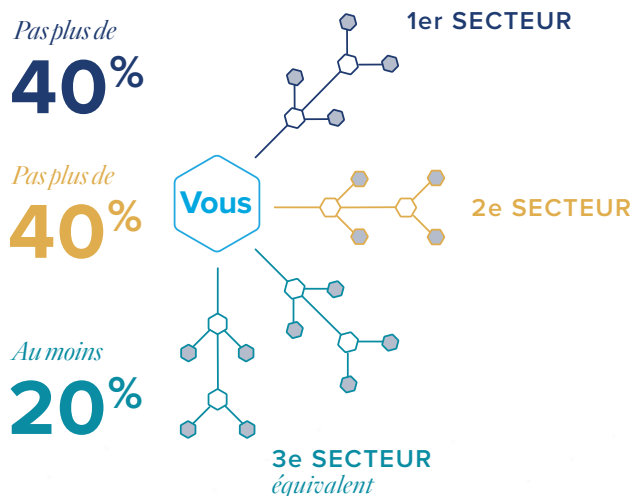 Pas plus de
40%
1er SECTEUR
Pas plus de
40%
Vous
2e SECTEUR
Au moins
20%
3e SECTEUR
équivalent